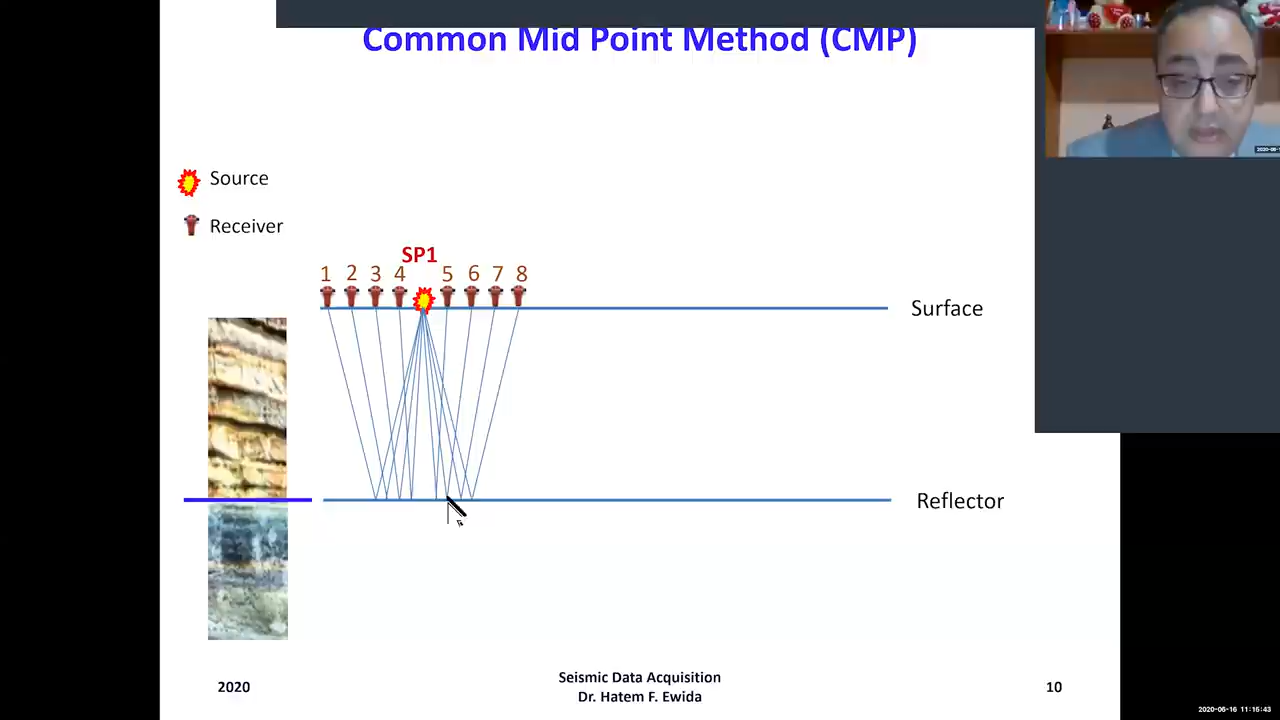 Common Mid Point Method (CMP)
Source
Receiver
SP1
1 2 3 4 5 6 7 8
Surface
Reflector
2020
Seismic Data Acquisition
Dr. Hatem F. Ewida
10
2020-06-16 11:16:43